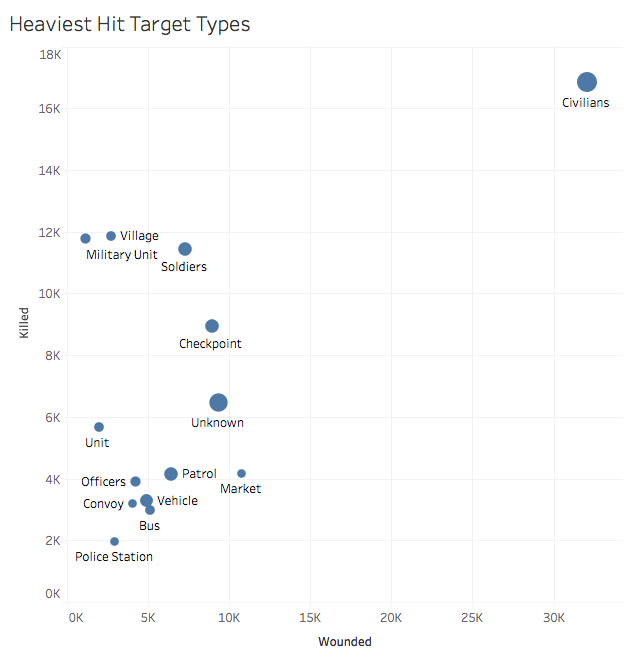 Heaviest Hit Target Types
18K
Civilians
16K
14K
12K
Village
Military Unit
Soldiers
10K
Killed
Checkpoint
8K
6K
Unknown
Unit
4K
Officers
Patrol
Market
Convoy
Vehicle
Bus
2K
Police Station
0K
0K 5K 10K 15K 20K 25K 30K
Wounded